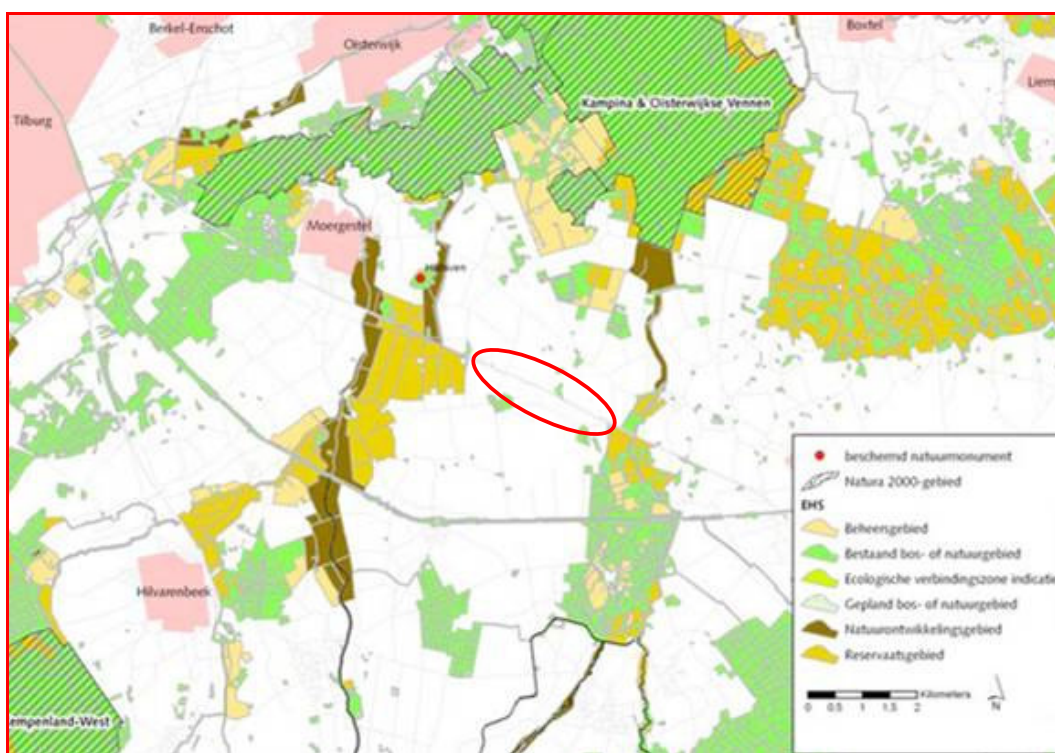 Berkel-Enschot
Oisterwijk
Boxtel
Kampina & Oisterwijkse Vennen
Tilburg
Moergestel
beschermd natuurmonument
Natura 2000-gebied
EHS
Beheersgebied
Bestaand bos- of natuurgebied
Ecologische verbindingszone indicatie
Gepland bos- of natuurgebied
Hilvarenbeek
Natuurontwikkelingsgebied
Reservaatsgebied
Kilometers
0 0.5 1 1.5 2
N
empenland-West